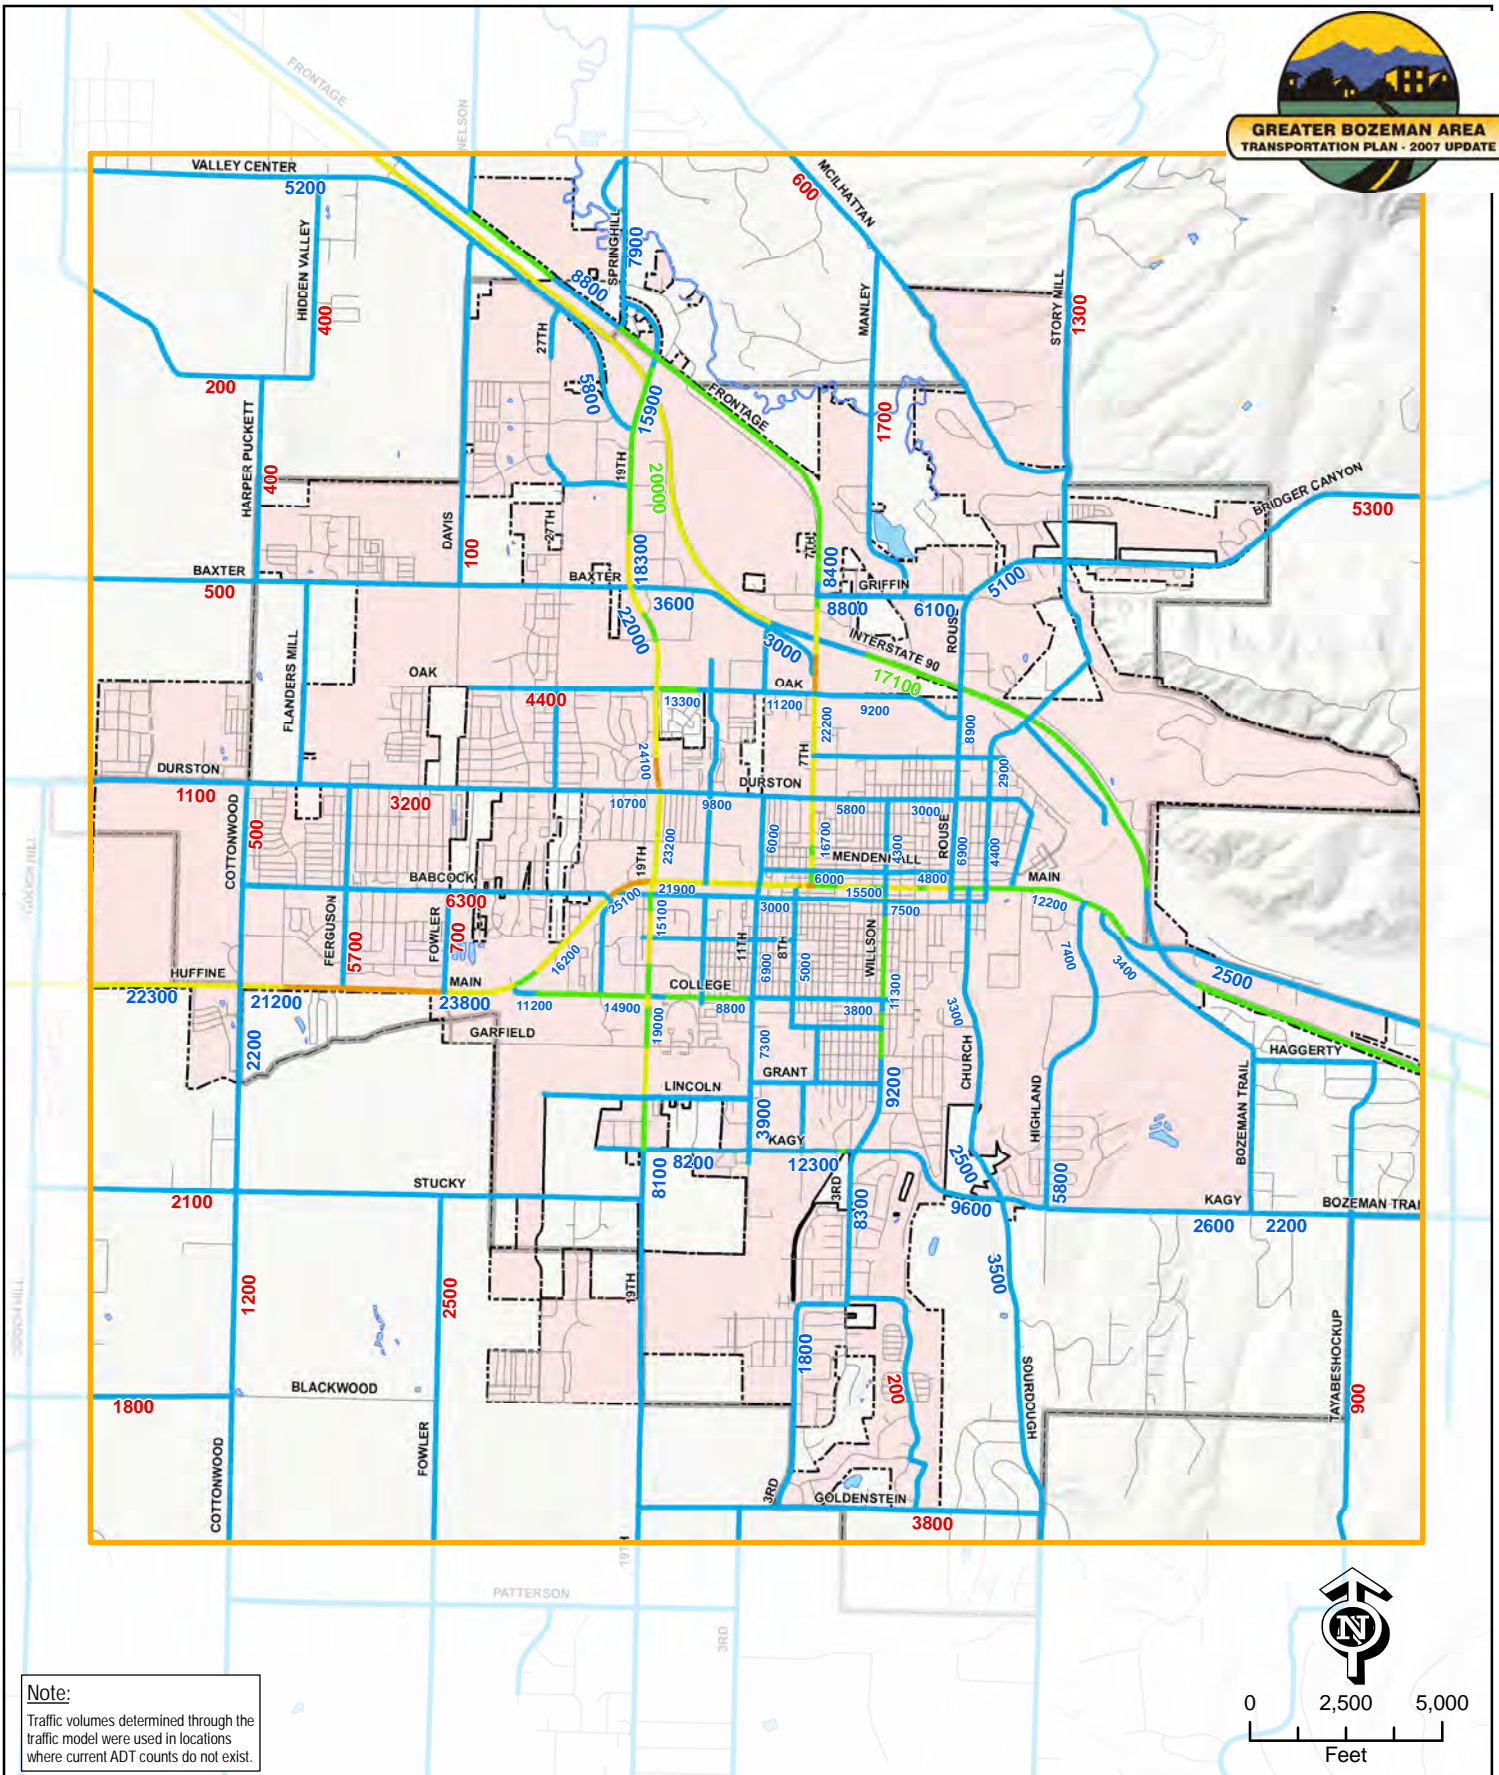 GREATER BOZEMAN AREA
TRANSPORTATION PLAN - 2007 UPDATE
FRONTAGE
NELSON
VALLEY CENTER
5200
MCILHATTAN
600
HIDDEN VALLEY
400
SPRINGHILL
7900
8800
MANLEY
STORY MILL
1300
27TH
5800
15900
FRONTAGE
200
HARPER PUCKETT
400
1700
19TH
20000
BRIDGER CANYON
5300
DAVIS
100
27TH
7TH
BAXTER
500
BAXTER
18300
3600
8400
GRIFFIN
8800
6100
5100
ROUSE
22000
3000
INTERSTATE 90
17100
FLANDERS MILL
OAK
4400
OAK
13300
11200
9200
22200
8900
24100
7TH
2900
DURSTON
1100
3200
DURSTON
10700
9800
5800
3000
COTTONWOOD
500
6000
16700
4300
ROUSE
6900
4400
23200
19TH
MENDENHALL
BABCOCK
6300
6000
4800
MAIN
21900
15500
12200
25100
3000
7500
FERGUSON
5700
FOWLER
700
15100
11TH
8TH
WILLSON
7400
3400
16200
6900
5000
HUFFINE
22300
21200
MAIN
23800
COLLEGE
11200
14900
8800
3800
11300
3300
2500
GARFIELD
19000
2200
7300
CHURCH
HAGGERTY
GRANT
LINCOLN
9200
HIGHLAND
BOZEMAN TRAIL
3900
KAGY
8200
12300
2500
STUCKY
2100
8100
3RD
8300
9600
5800
KAGY
BOZEMAN TRAI
2600
2200
1200
2500
19TH
3500
1800
TAYABESHOCKUP
900
BLACKWOOD
1800
200
SOURDOUGH
FOWLER
COTTONWOOD
3RD
GOLDENSTEIN
3800
19TH
PATTERSON
3RD
N
0 2,500 5,000
Feet
Note:
Traffic volumes determined through the
traffic model were used in locations
where current ADT counts do not exist.